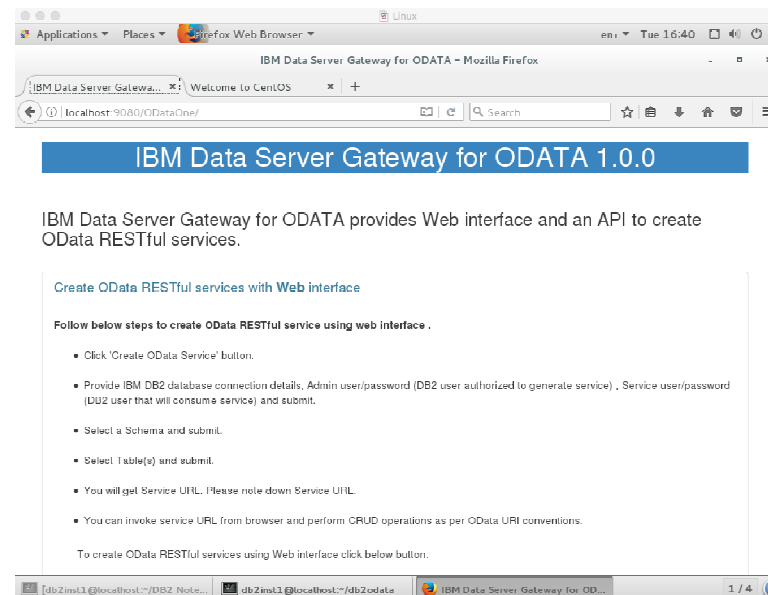 Linux
Applications Places Firefox Web Browser en1 Tue 16:40
IBM Data Server Gateway for ODATA - Mozilla Firefox
IBM Data Server Gatewa... × Welcome to CentOS × +
localhost:9080/ODataOne/ Search
IBM Data Server Gateway for ODATA 1.0.0
IBM Data Server Gateway for ODATA provides Web interface and an API to create
OData RESTful services.
Create OData RESTful services with Web interface
Follow below steps to create OData RESTful service using web interface .
• Click 'Create OData Service' button.
• Provide IBM DB2 database connection details, Admin user/password (DB2 user authorized to generate service) , Service user/password
(DB2 user that will consume service) and submit.
• Select a Schema and submit.
• Select Table(s) and submit.
• You will get Service URL. Please note down Service URL.
• You can invoke service URL from browser and perform CRUD operations as per OData URI conventions.
To create OData RESTful services using Web interface click below button.
[db2inst1@localhost:~/DB2 Note... db2inst1@localhost:~/db2odata IBM Data Server Gateway for OD... 1 / 4